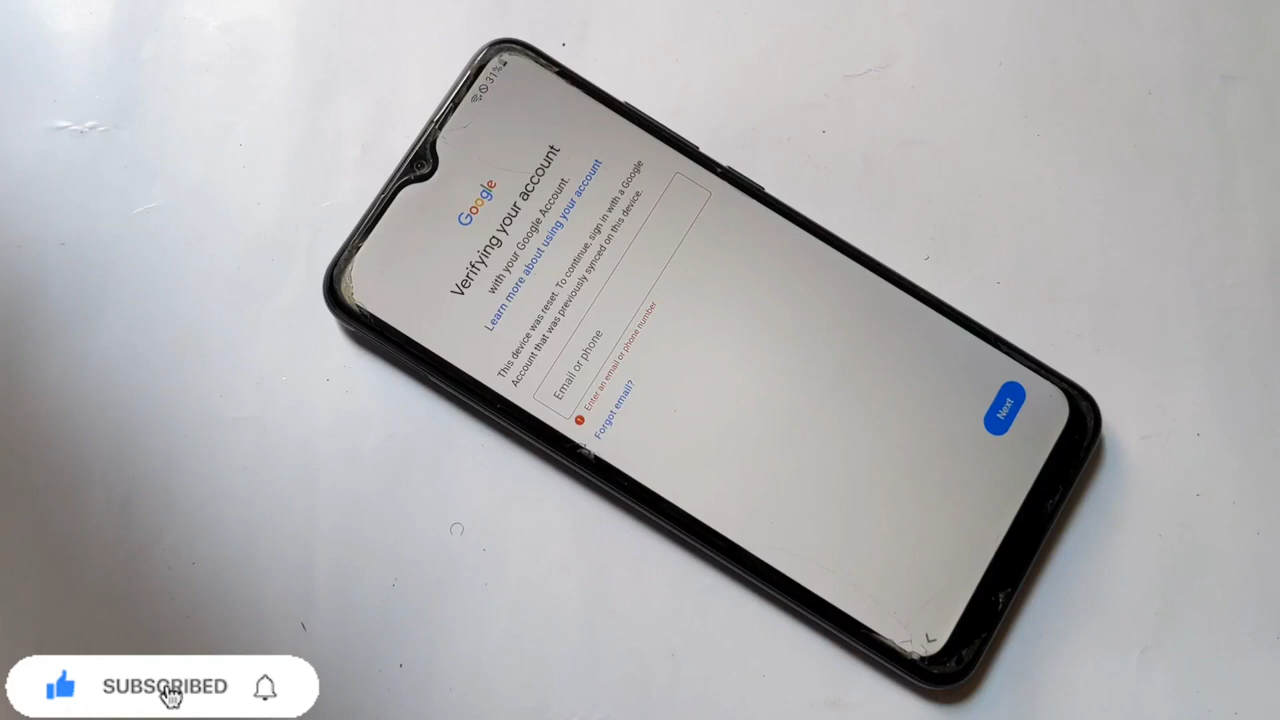 31%
Google
Verifying your account
with your Google Account.
Learn more about using your account
This device was reset. To continue, sign in with a Google
Account that was previously synced on this device.
Email or phone
Enter an email or phone number
Forgot email?
Next
SUBSCRIBED